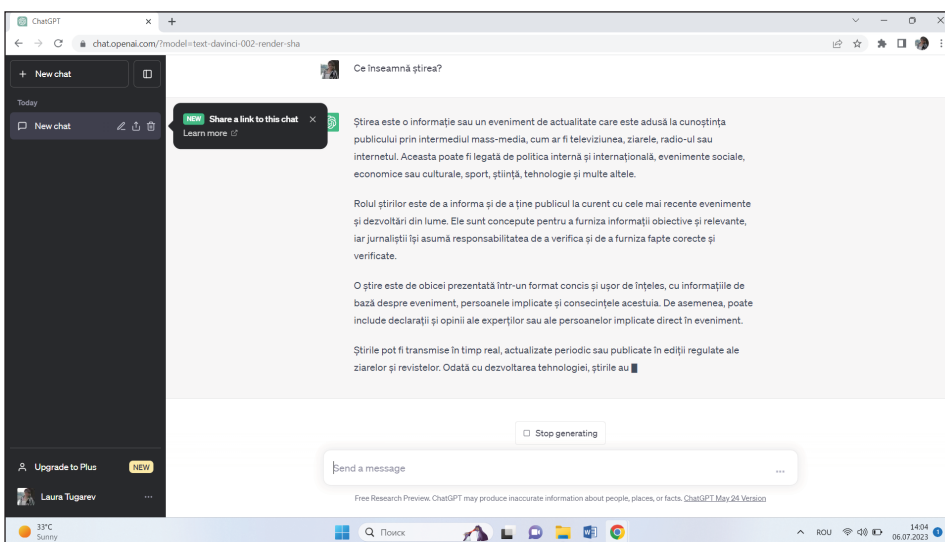 ChatGPT
chat.openai.com/?model=text-davinci-002-render-sha
New chat
Today
New chat
NEW Share a link to this chat
Learn more
Upgrade to Plus NEW
Laura Tugarev
Ce înseamnă știrea?
Știrea este o informație sau un eveniment de actualitate care este adusă la cunoștința
publicului prin intermediul mass-media, cum ar fi televiziunea, ziarele, radio-ul sau
internetul. Aceasta poate fi legată de politica internă și internațională, evenimente sociale,
economice sau culturale, sport, știință, tehnologie și multe altele.
Rolul știrilor este de a informa și de a ține publicul la curent cu cele mai recente evenimente
și dezvoltări din lume. Ele sunt concepute pentru a furniza informații obiective și relevante,
iar jurnaliștii își asumă responsabilitatea de a verifica și de a furniza fapte corecte și
verificate.
O știre este de obicei prezentată într-un format concis și ușor de înțeles, cu informațiile de
bază despre eveniment, persoanele implicate și consecințele acestuia. De asemenea, poate
include declarații și opinii ale experților sau ale persoanelor implicate direct în eveniment.
Știrile pot fi transmise în timp real, actualizate periodic sau publicate în ediții regulate ale
ziarelor și revistelor. Odată cu dezvoltarea tehnologiei, știrile au
Stop generating
Send a message
Free Research Preview. ChatGPT may produce inaccurate information about people, places, or facts. ChatGPT May 24 Version
33°C
Sunny
Поиск
ROU
14:04
06.07.2023